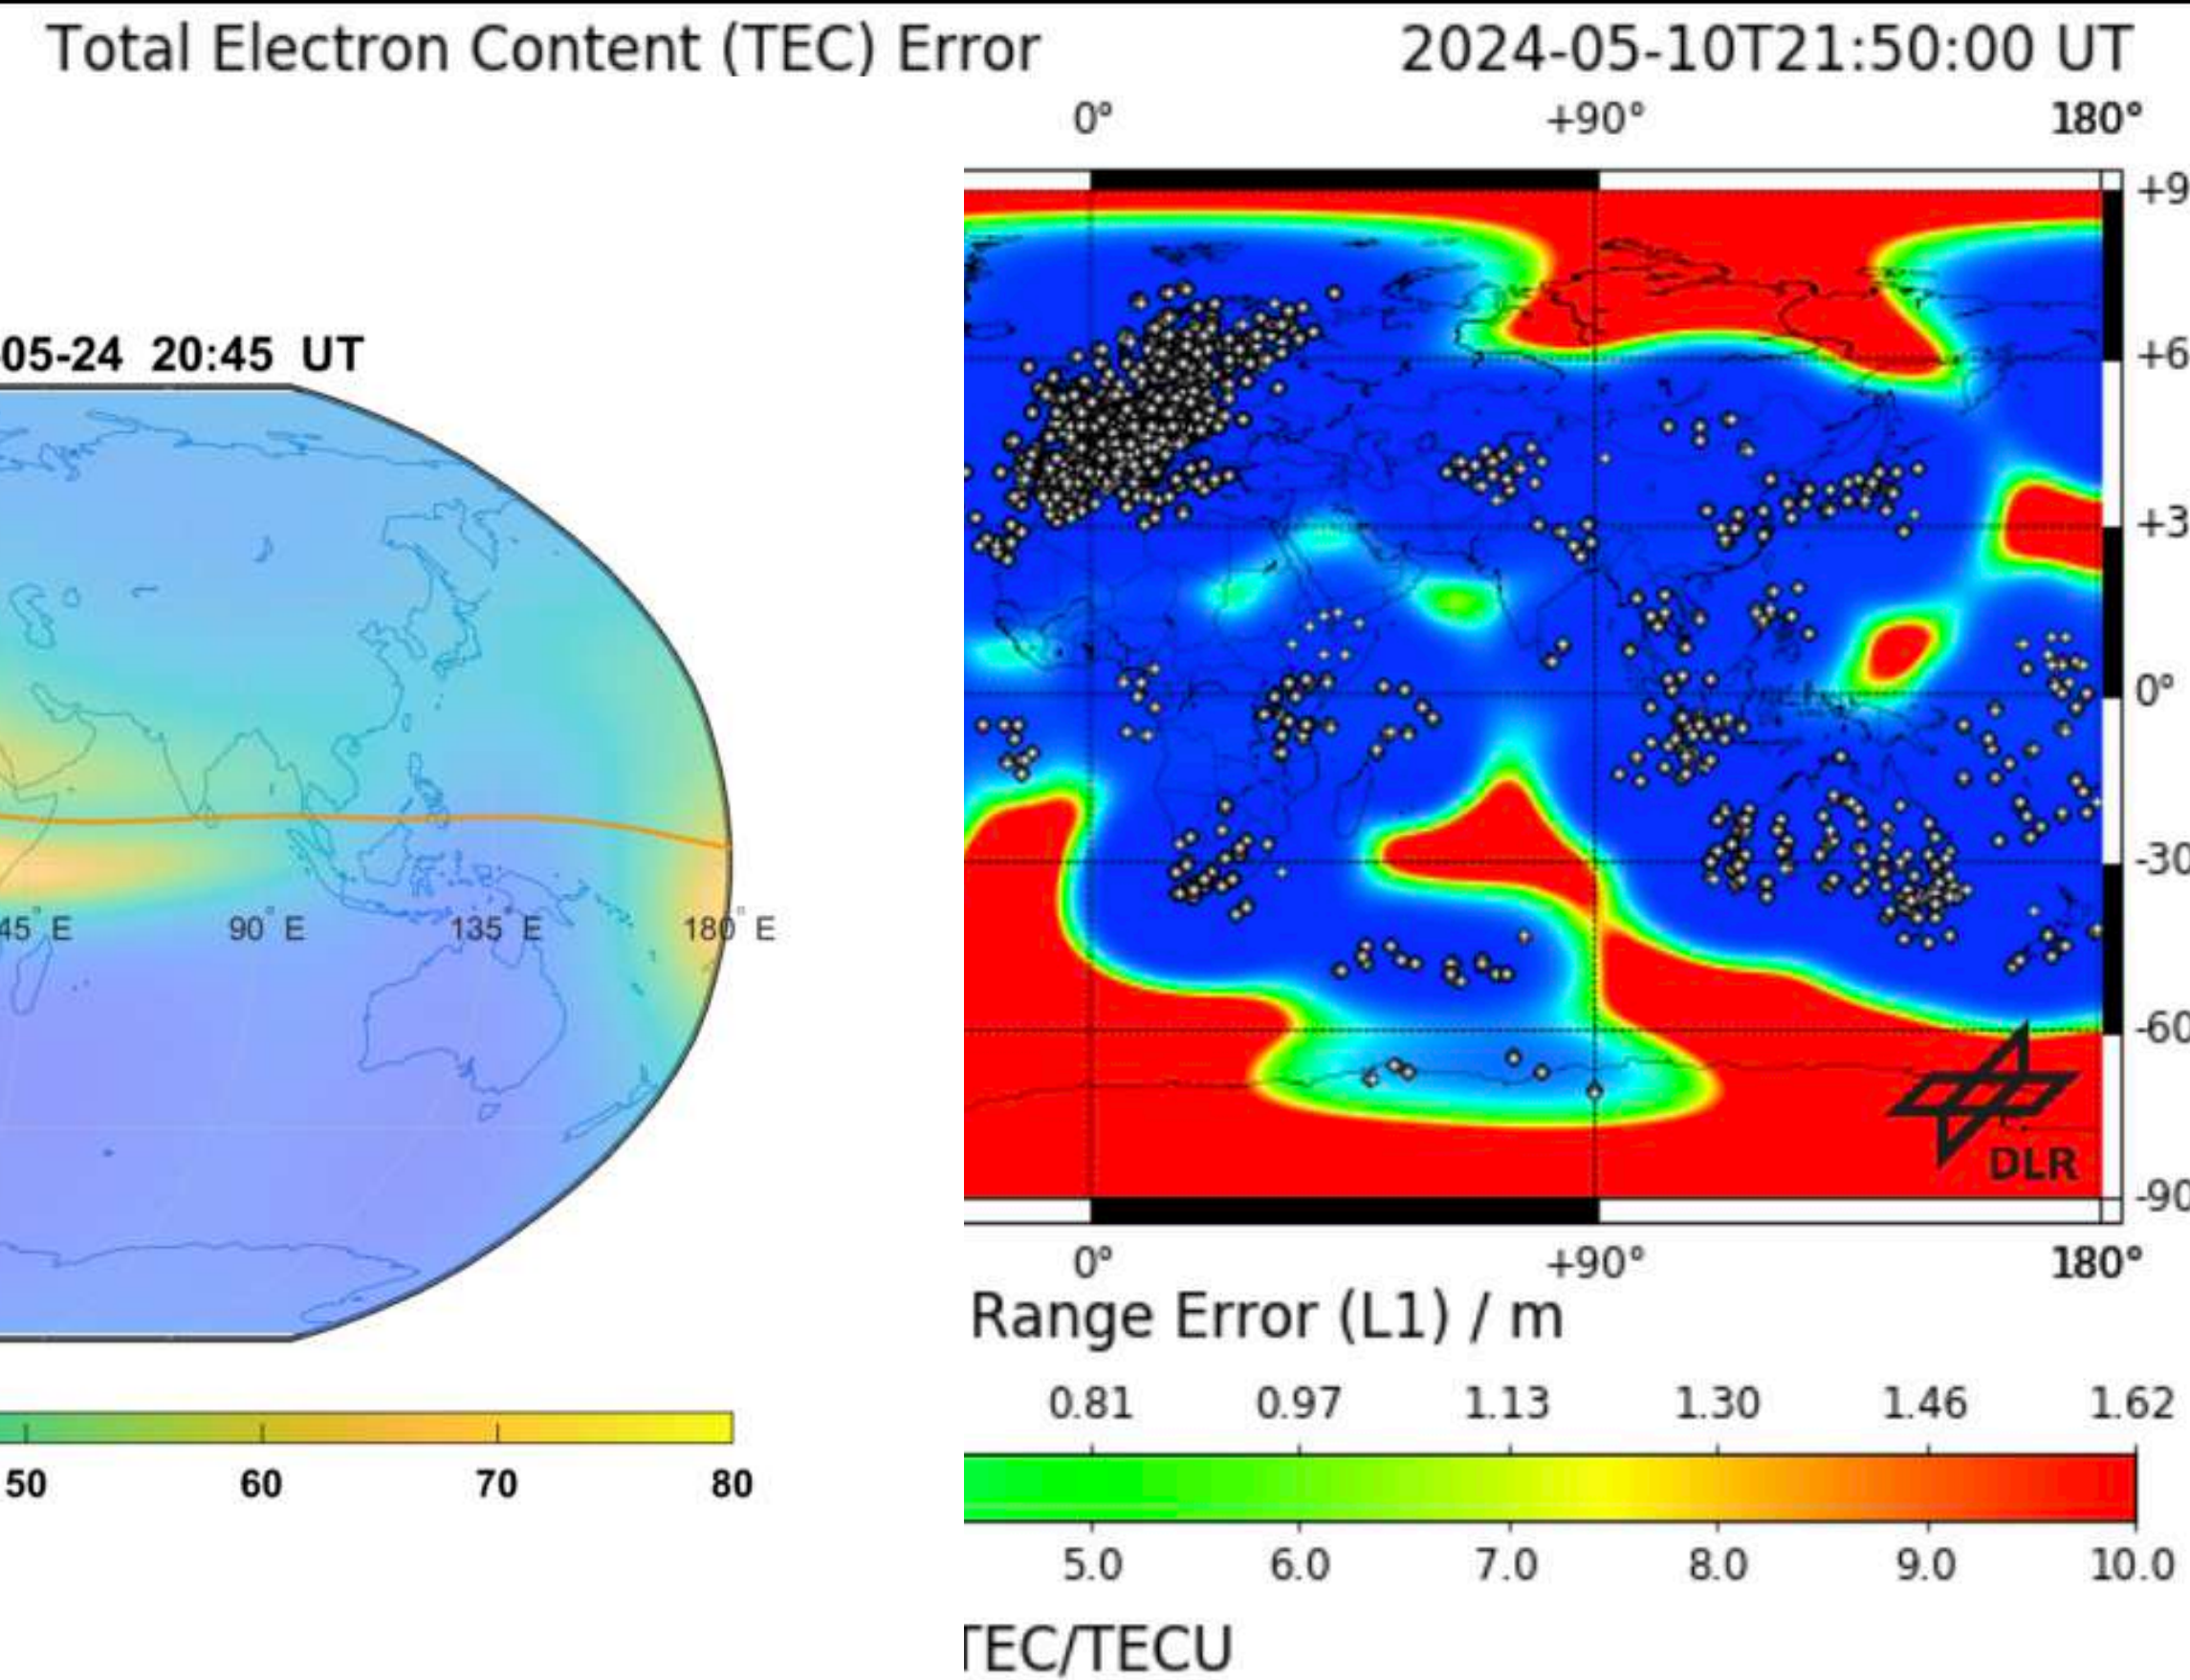 Total Electron Content (TEC) Error
2024-05-10T21:50:00 UT
0° +90° 180°
-05-24 20:45 UT
45° E 90° E 135° E 180° E
50 60 70 80
+9
+6
+3
0°
-30
-60
-90
DLR
0° +90° 180°
Range Error (L1) / m
0.81 0.97 1.13 1.30 1.46 1.62
5.0 6.0 7.0 8.0 9.0 10.0
TEC/TECU